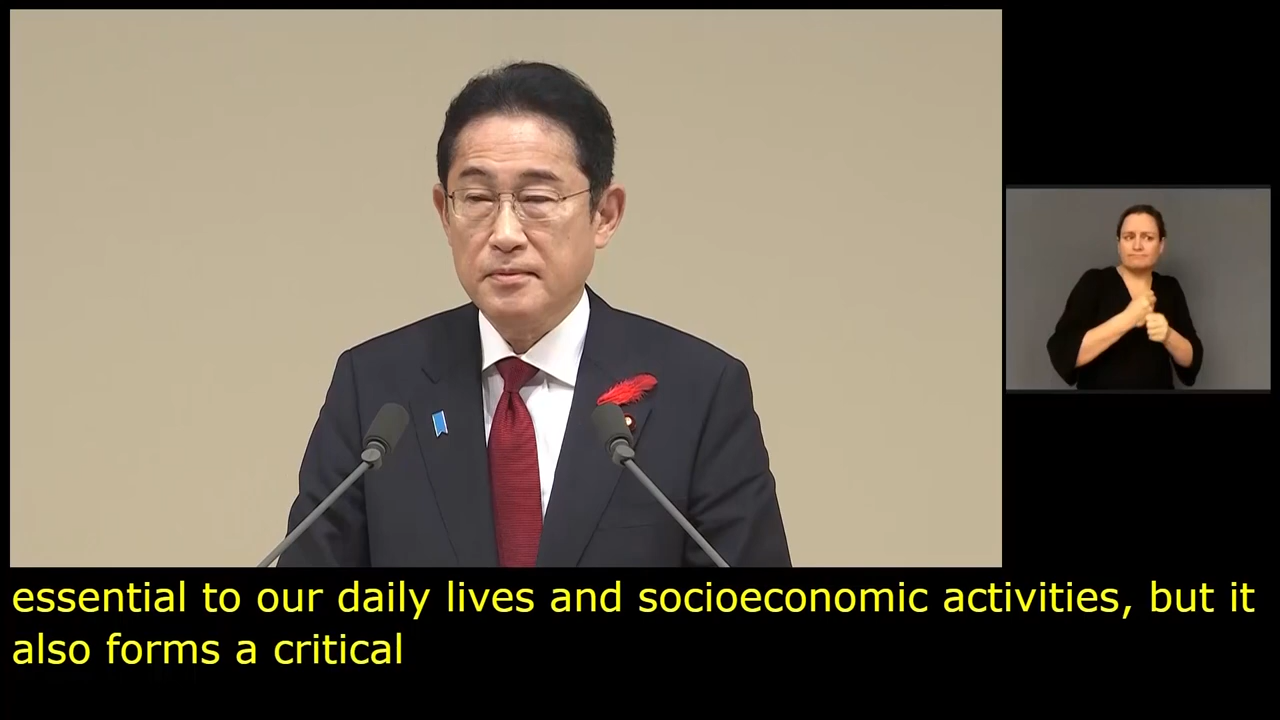 essential to our daily lives and socioeconomic activities, but it
also forms a critical